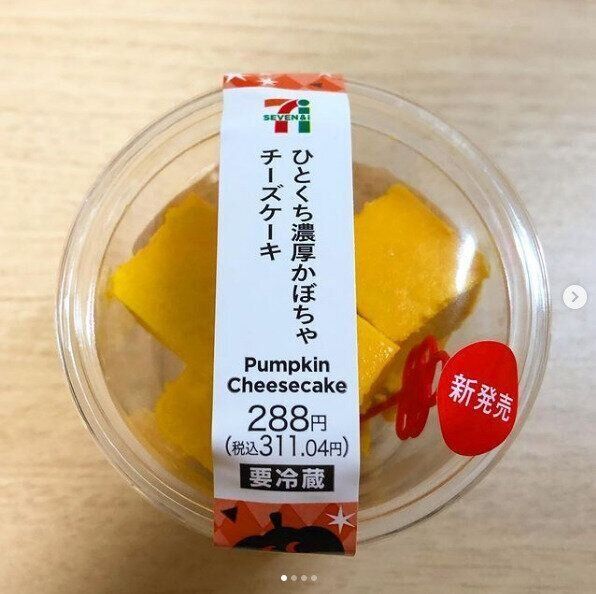 SEVEN&i
ひとくち濃厚かぼちゃ
チーズケーキ
Pumpkin
Cheesecake
288円
(税込311.04円)
要冷蔵
新発売